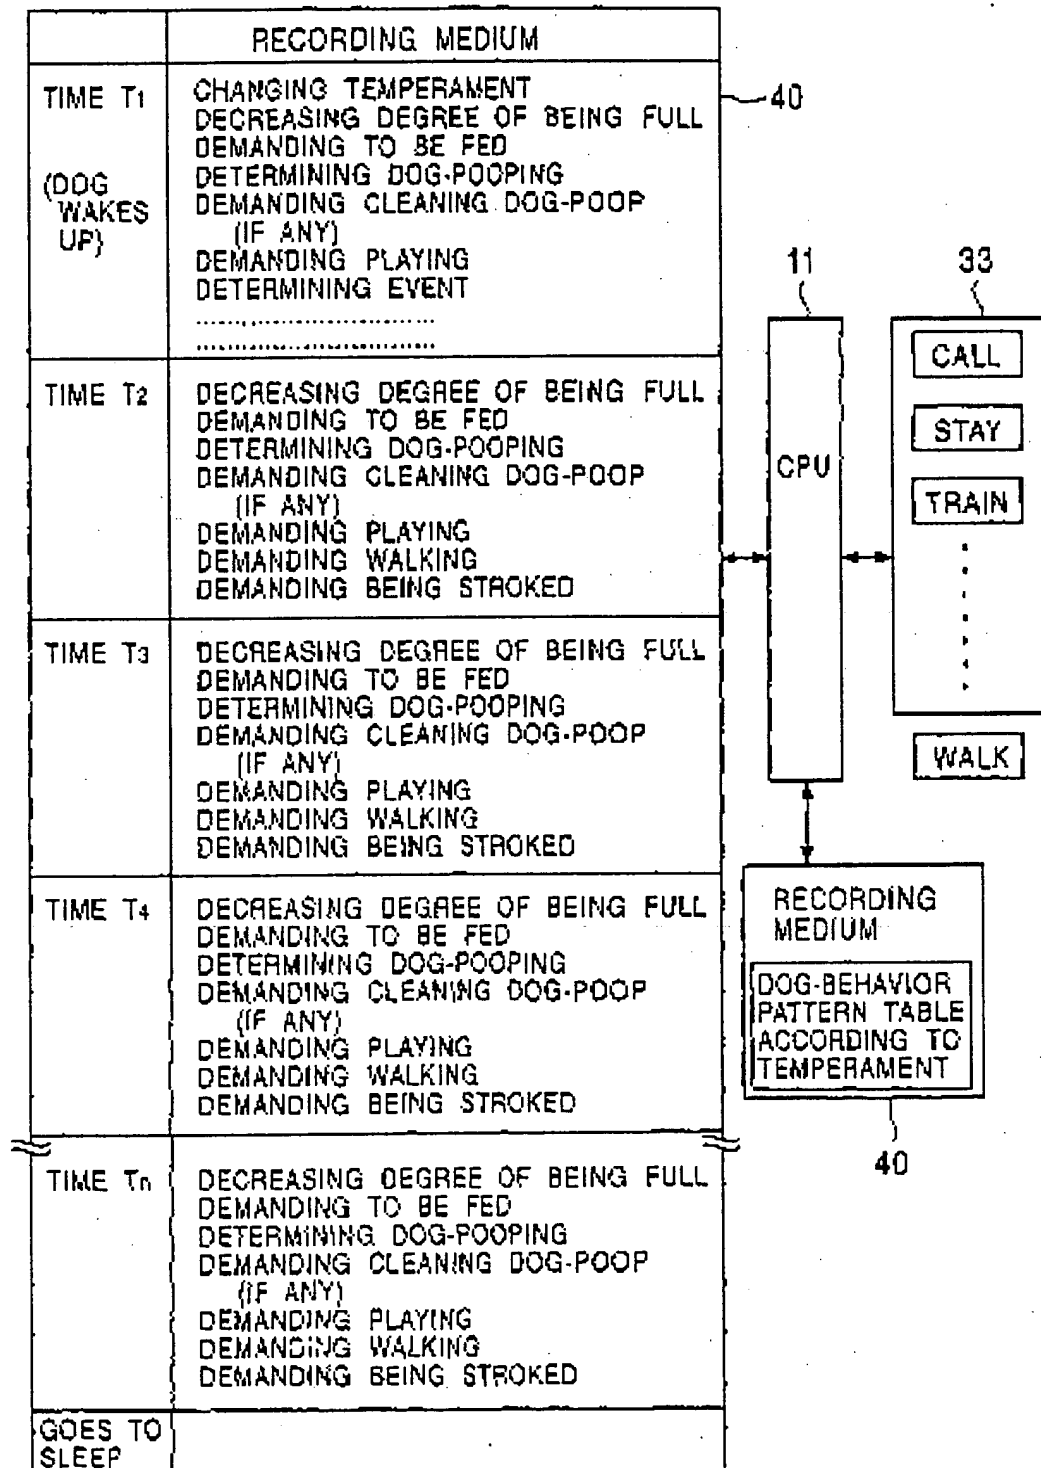 RECORDING MEDIUM
TIME T1
(DOG WAKES UP)
CHANGING TEMPERAMENT
DECREASING DEGREE OF BEING FULL
DEMANDING TO BE FED
DETERMINING DOG-POOPING
DEMANDING CLEANING DOG-POOP
(IF ANY)
DEMANDING PLAYING
DETERMINING EVENT
..............................
..............................
40
TIME T2
DECREASING DEGREE OF BEING FULL
DEMANDING TO BE FED
DETERMINING DOG-POOPING
DEMANDING CLEANING DOG-POOP
(IF ANY)
DEMANDING PLAYING
DEMANDING WALKING
DEMANDING BEING STROKED
TIME T3
DECREASING DEGREE OF BEING FULL
DEMANDING TO BE FED
DETERMINING DOG-POOPING
DEMANDING CLEANING DOG-POOP
(IF ANY)
DEMANDING PLAYING
DEMANDING WALKING
DEMANDING BEING STROKED
TIME T4
DECREASING DEGREE OF BEING FULL
DEMANDING TO BE FED
DETERMINING DOG-POOPING
DEMANDING CLEANING DOG-POOP
(IF ANY)
DEMANDING PLAYING
DEMANDING WALKING
DEMANDING BEING STROKED
TIME Tn
DECREASING DEGREE OF BEING FULL
DEMANDING TO BE FED
DETERMINING DOG-POOPING
DEMANDING CLEANING DOG-POOP
(IF ANY)
DEMANDING PLAYING
DEMANDING WALKING
DEMANDING BEING STROKED
GOES TO
SLEEP
11
CPU
33
CALL
STAY
TRAIN
WALK
RECORDING
MEDIUM
DOG-BEHAVIOR
PATTERN TABLE
ACCORDING TO
TEMPERAMENT
40